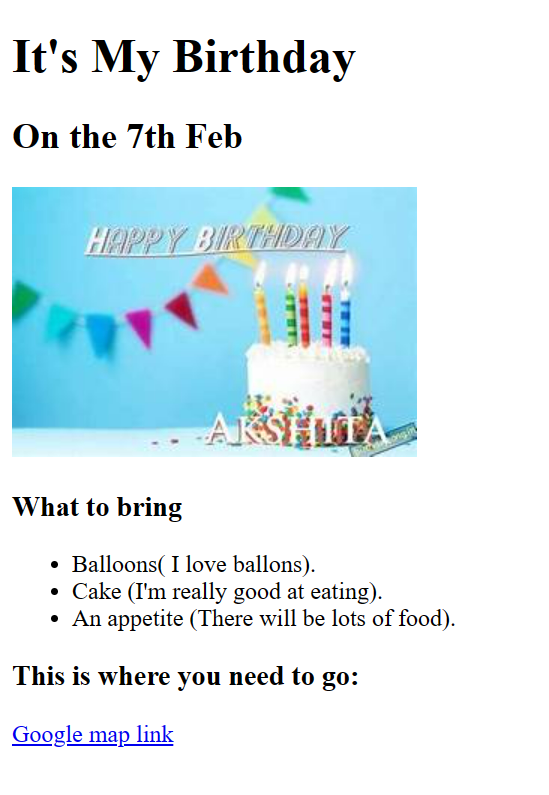 It's My Birthday
On the 7th Feb
HAPPY BIRTHDAY
AKSHITA
What to bring
Balloons( I love ballons).
Cake (I'm really good at eating).
An appetite (There will be lots of food).
This is where you need to go:
Google map link